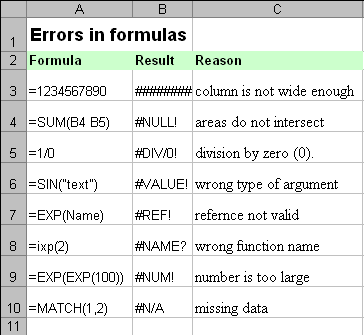 A B C
1 Errors in formulas
2 Formula Result Reason
3 =1234567890 ######## column is not wide enough
4 =SUM(B4 B5) #NULL! areas do not intersect
5 =1/0 #DIV/0! division by zero (0).
6 =SIN("text") #VALUE! wrong type of argument
7 =EXP(Name) #REF! refernce not valid
8 =ixp(2) #NAME? wrong function name
9 =EXP(EXP(100)) #NUM! number is too large
10 =MATCH(1,2) #N/A missing data
11